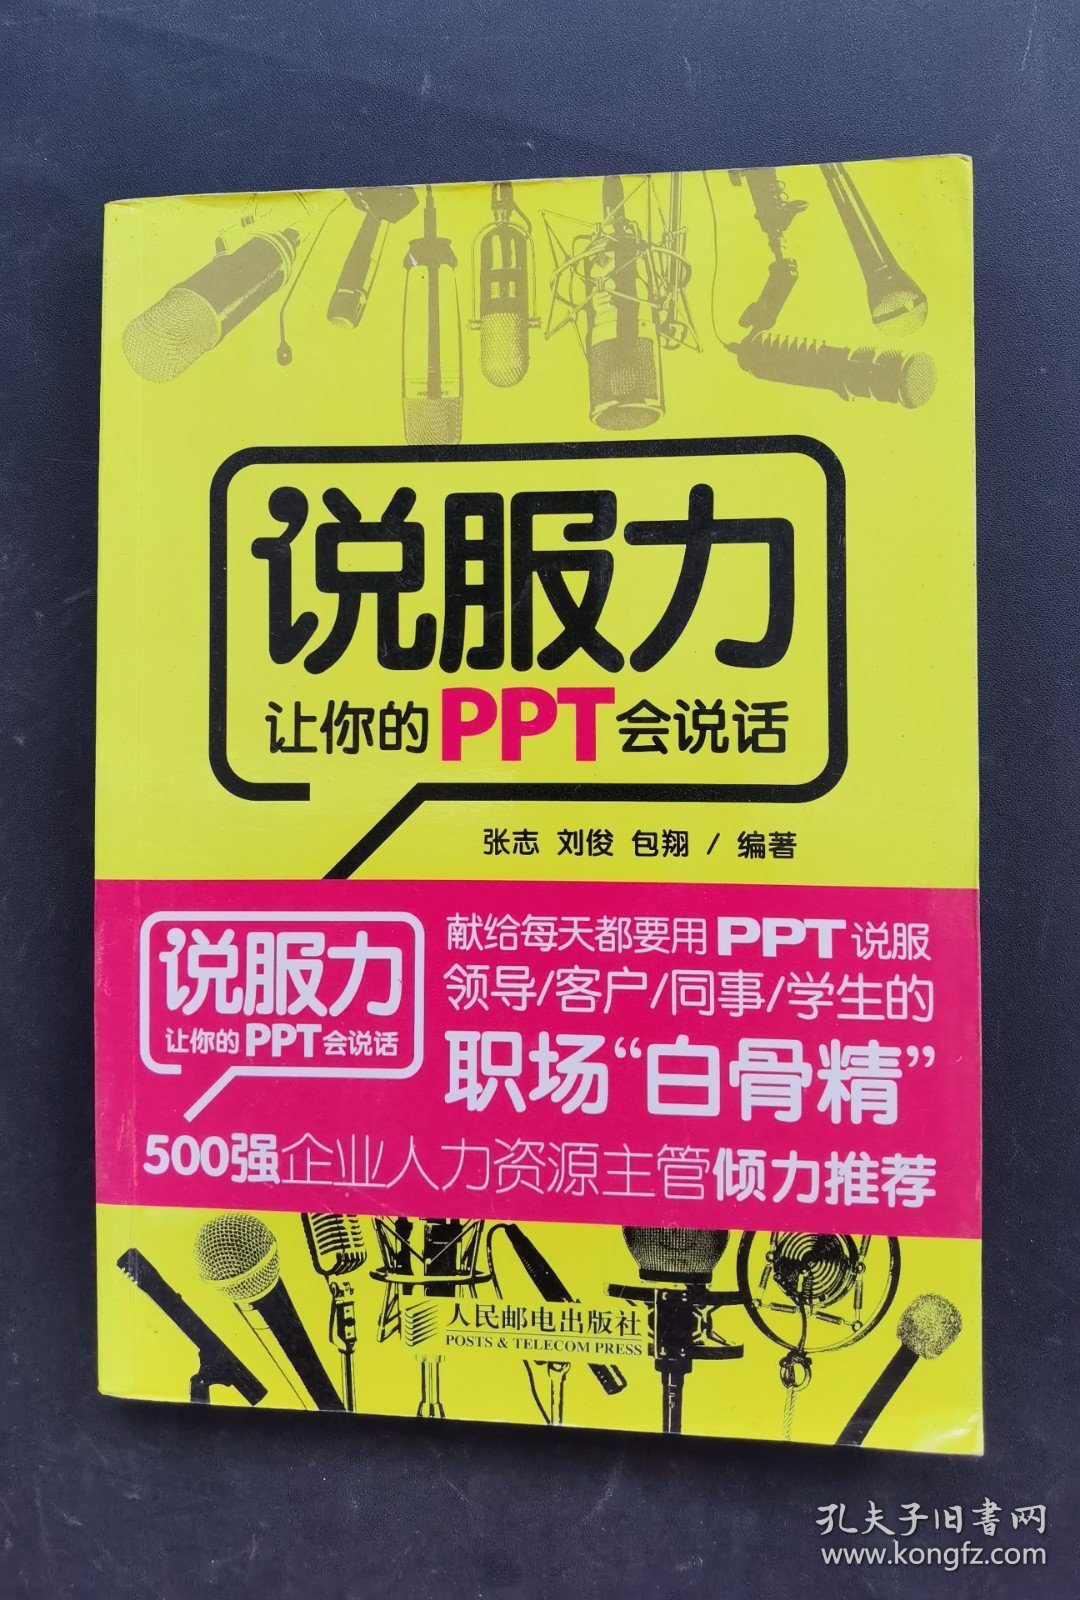 说服力
让你的PPT会说话
张志 刘俊 包翔 / 编著
说服力
让你的PPT会说话
献给每天都要用PPT说服
领导/客户/同事/学生的
职场“白骨精”
500强企业人力资源主管倾力推荐
人民邮电出版社
POSTS & TELECOM PRESS
孔夫子旧書网
www.kongfz.com